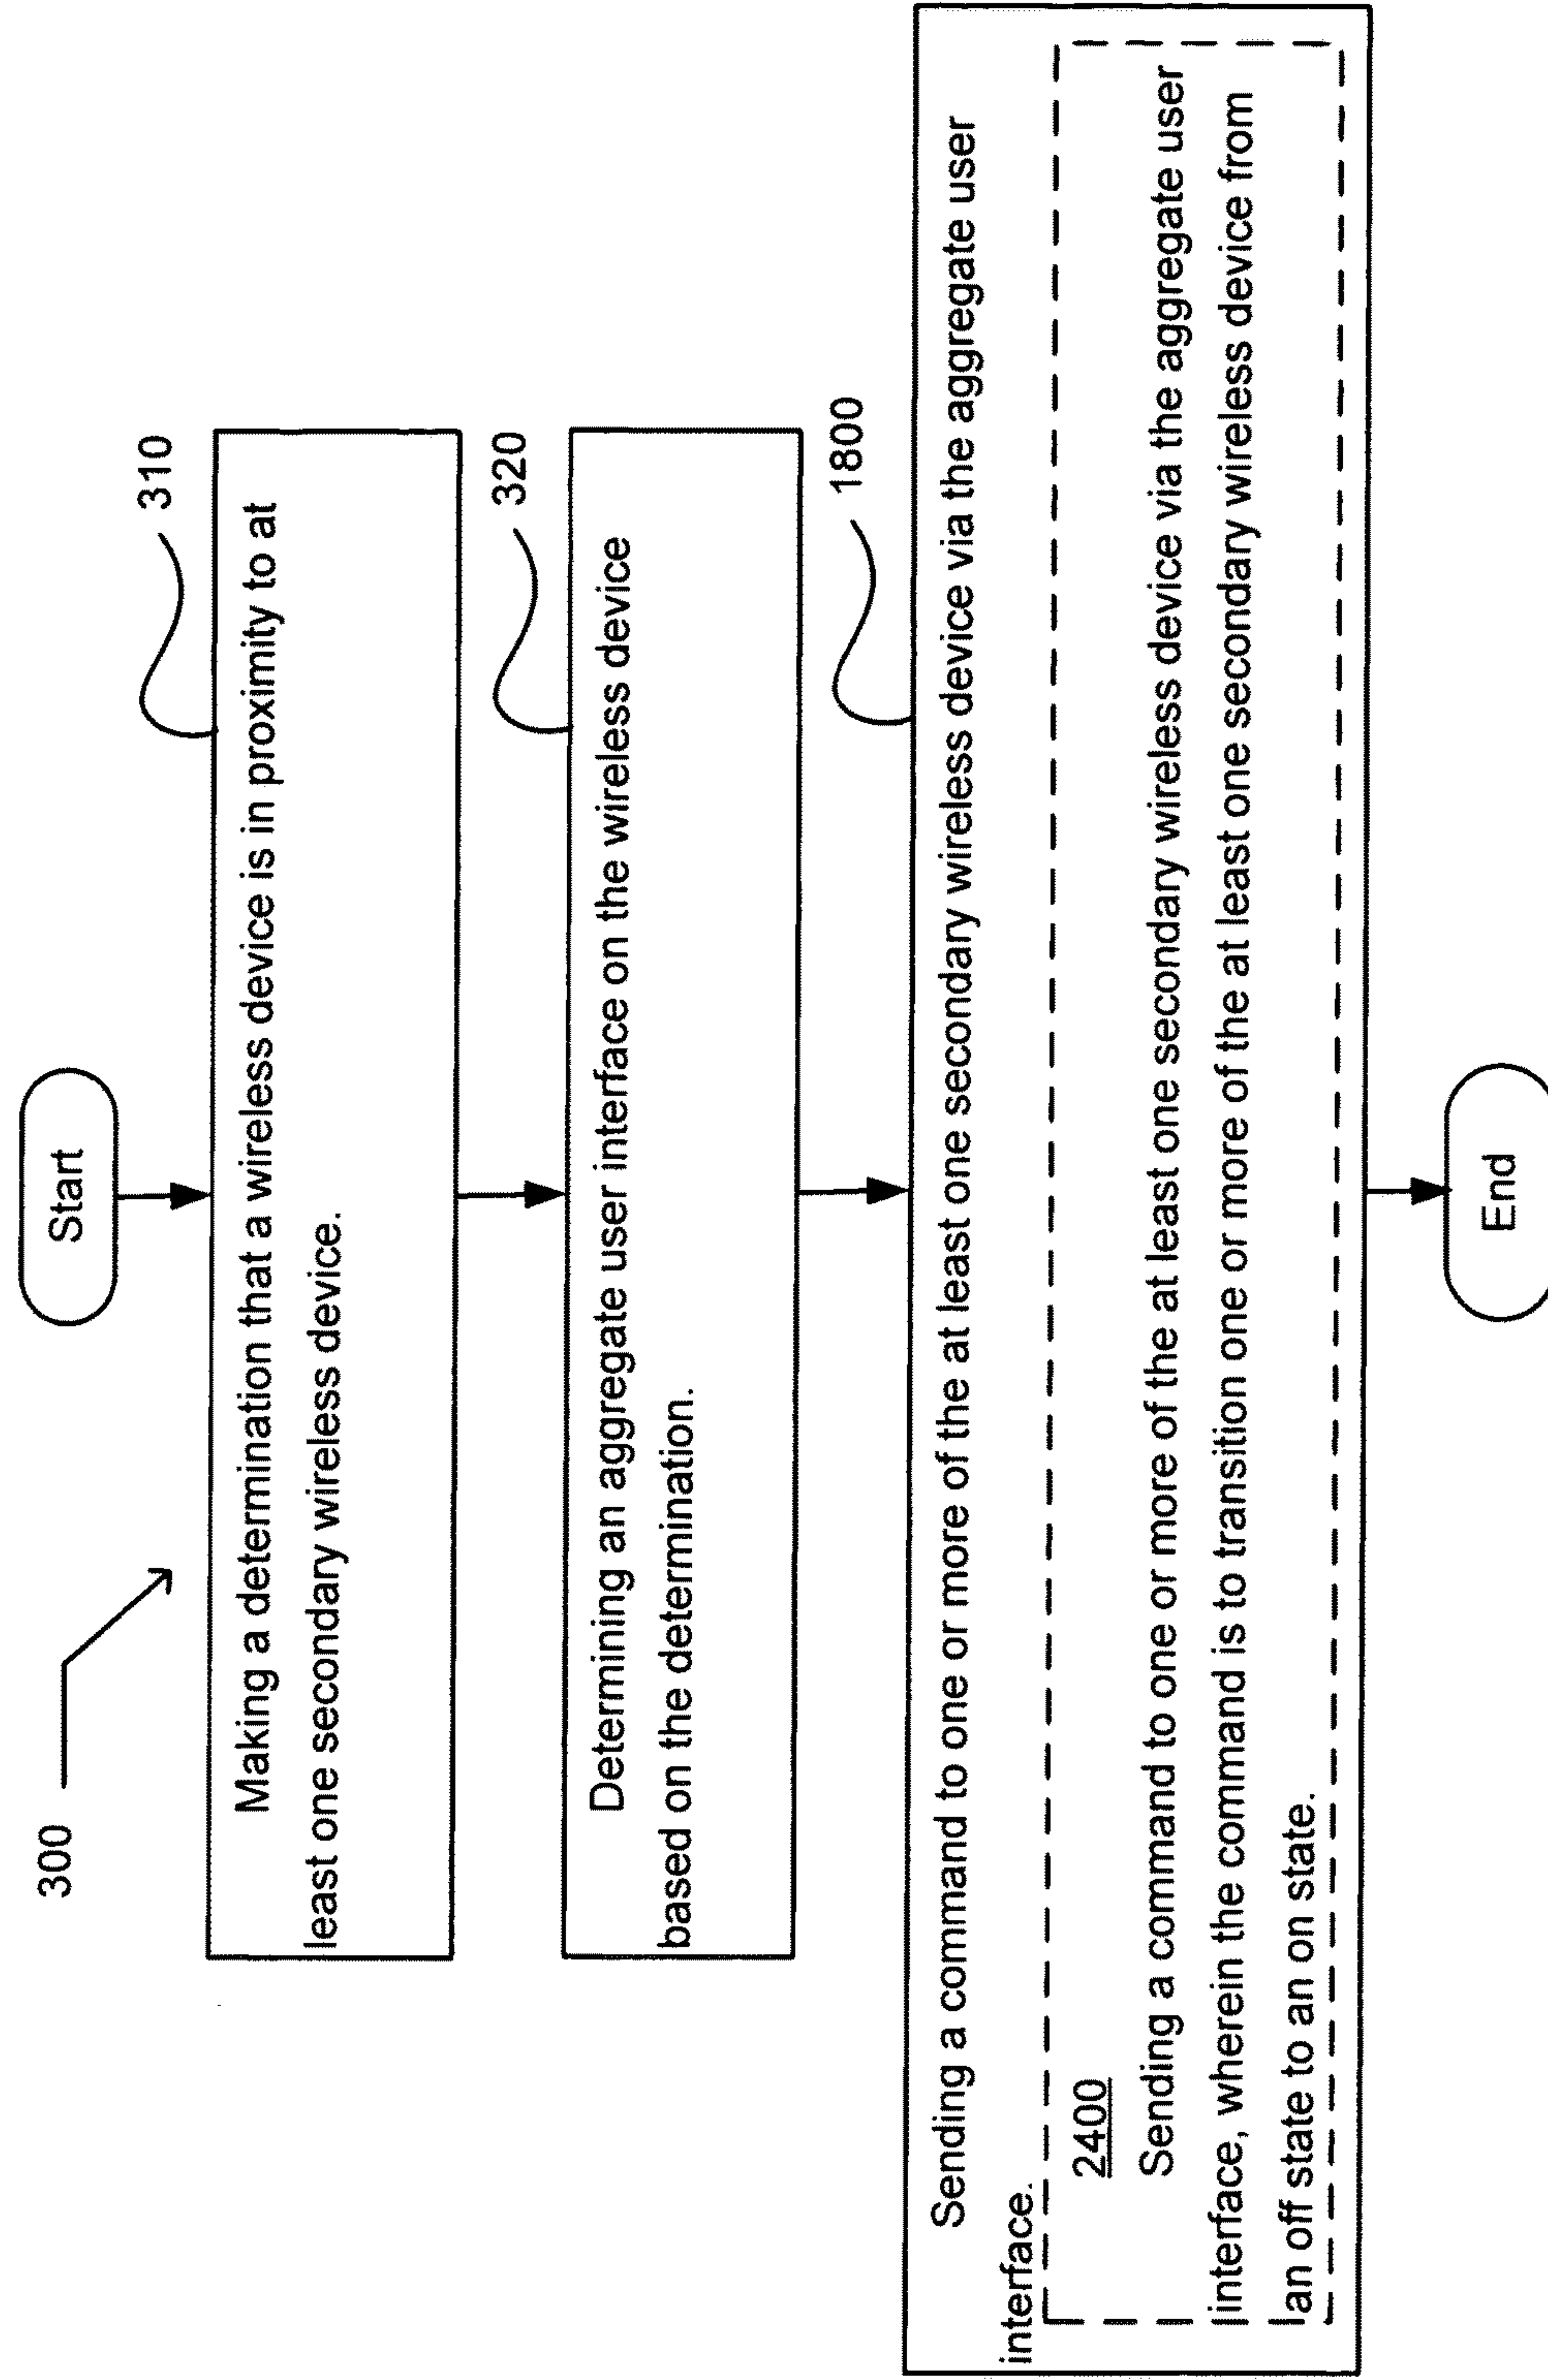 300
Start
310
Making a determination that a wireless device is in proximity to at
least one secondary wireless device.
320
Determining an aggregate user interface on the wireless device
based on the determination.
1800
Sending a command to one or more of the at least one secondary wireless device via the aggregate user
interface.
2400
Sending a command to one or more of the at least one secondary wireless device via the aggregate user
interface, wherein the command is to transition one or more of the at least one secondary wireless device from
an off state to an on state.
End